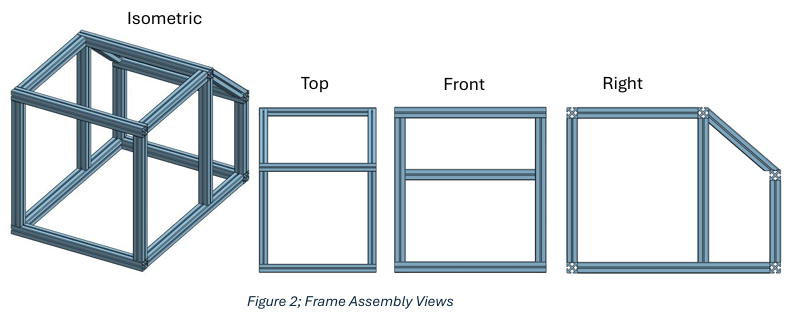 Isometric
Top
Front
Right
Figure 2; Frame Assembly Views